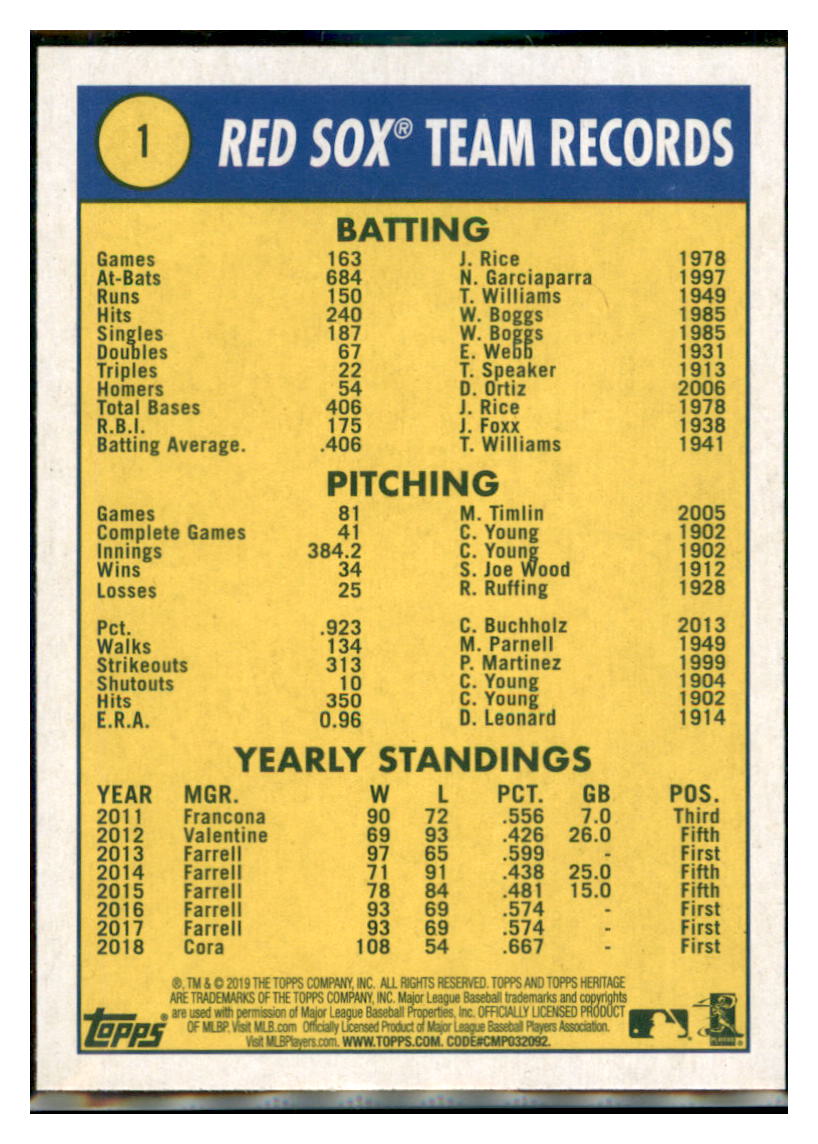 1
RED SOX® TEAM RECORDS
BATTING
Games 163 J. Rice 1978
At-Bats 684 N. Garciaparra 1997
Runs 150 T. Williams 1949
Hits 240 W. Boggs 1985
Singles 187 W. Boggs 1985
Doubles 67 E. Webb 1931
Triples 22 T. Speaker 1913
Homers 54 D. Ortiz 2006
Total Bases 406 J. Rice 1978
R.B.I. 175 J. Foxx 1938
Batting Average. .406 T. Williams 1941
PITCHING
Games 81 M. Timlin 2005
Complete Games 41 C. Young 1902
Innings 384.2 C. Young 1902
Wins 34 S. Joe Wood 1912
Losses 25 R. Ruffing 1928
Pct. .923 C. Buchholz 2013
Walks 134 M. Parnell 1949
Strikeouts 313 P. Martinez 1999
Shutouts 10 C. Young 1904
Hits 350 C. Young 1902
E.R.A. 0.96 D. Leonard 1914
YEARLY STANDINGS
YEAR MGR. W L PCT. GB POS.
2011 Francona 90 72 .556 7.0 Third
2012 Valentine 69 93 .426 26.0 Fifth
2013 Farrell 97 65 .599 - First
2014 Farrell 71 91 .438 25.0 Fifth
2015 Farrell 78 84 .481 15.0 Fifth
2016 Farrell 93 69 .574 - First
2017 Farrell 93 69 .574 - First
2018 Cora 108 54 .667 - First
®, TM & © 2019 THE TOPPS COMPANY, INC. ALL RIGHTS RESERVED. TOPPS AND TOPPS HERITAGE
ARE TRADEMARKS OF THE TOPPS COMPANY, INC. Major League Baseball trademarks and copyrights
are used with permission of Major League Baseball Properties, Inc. OFFICIALLY LICENSED PRODUCT
OF MLBP. Visit MLB.com Officially Licensed Product of Major League Baseball Players Association.
Visit MLBPlayers.com. WWW.TOPPS.COM. CODE#CMP032092.
topps®